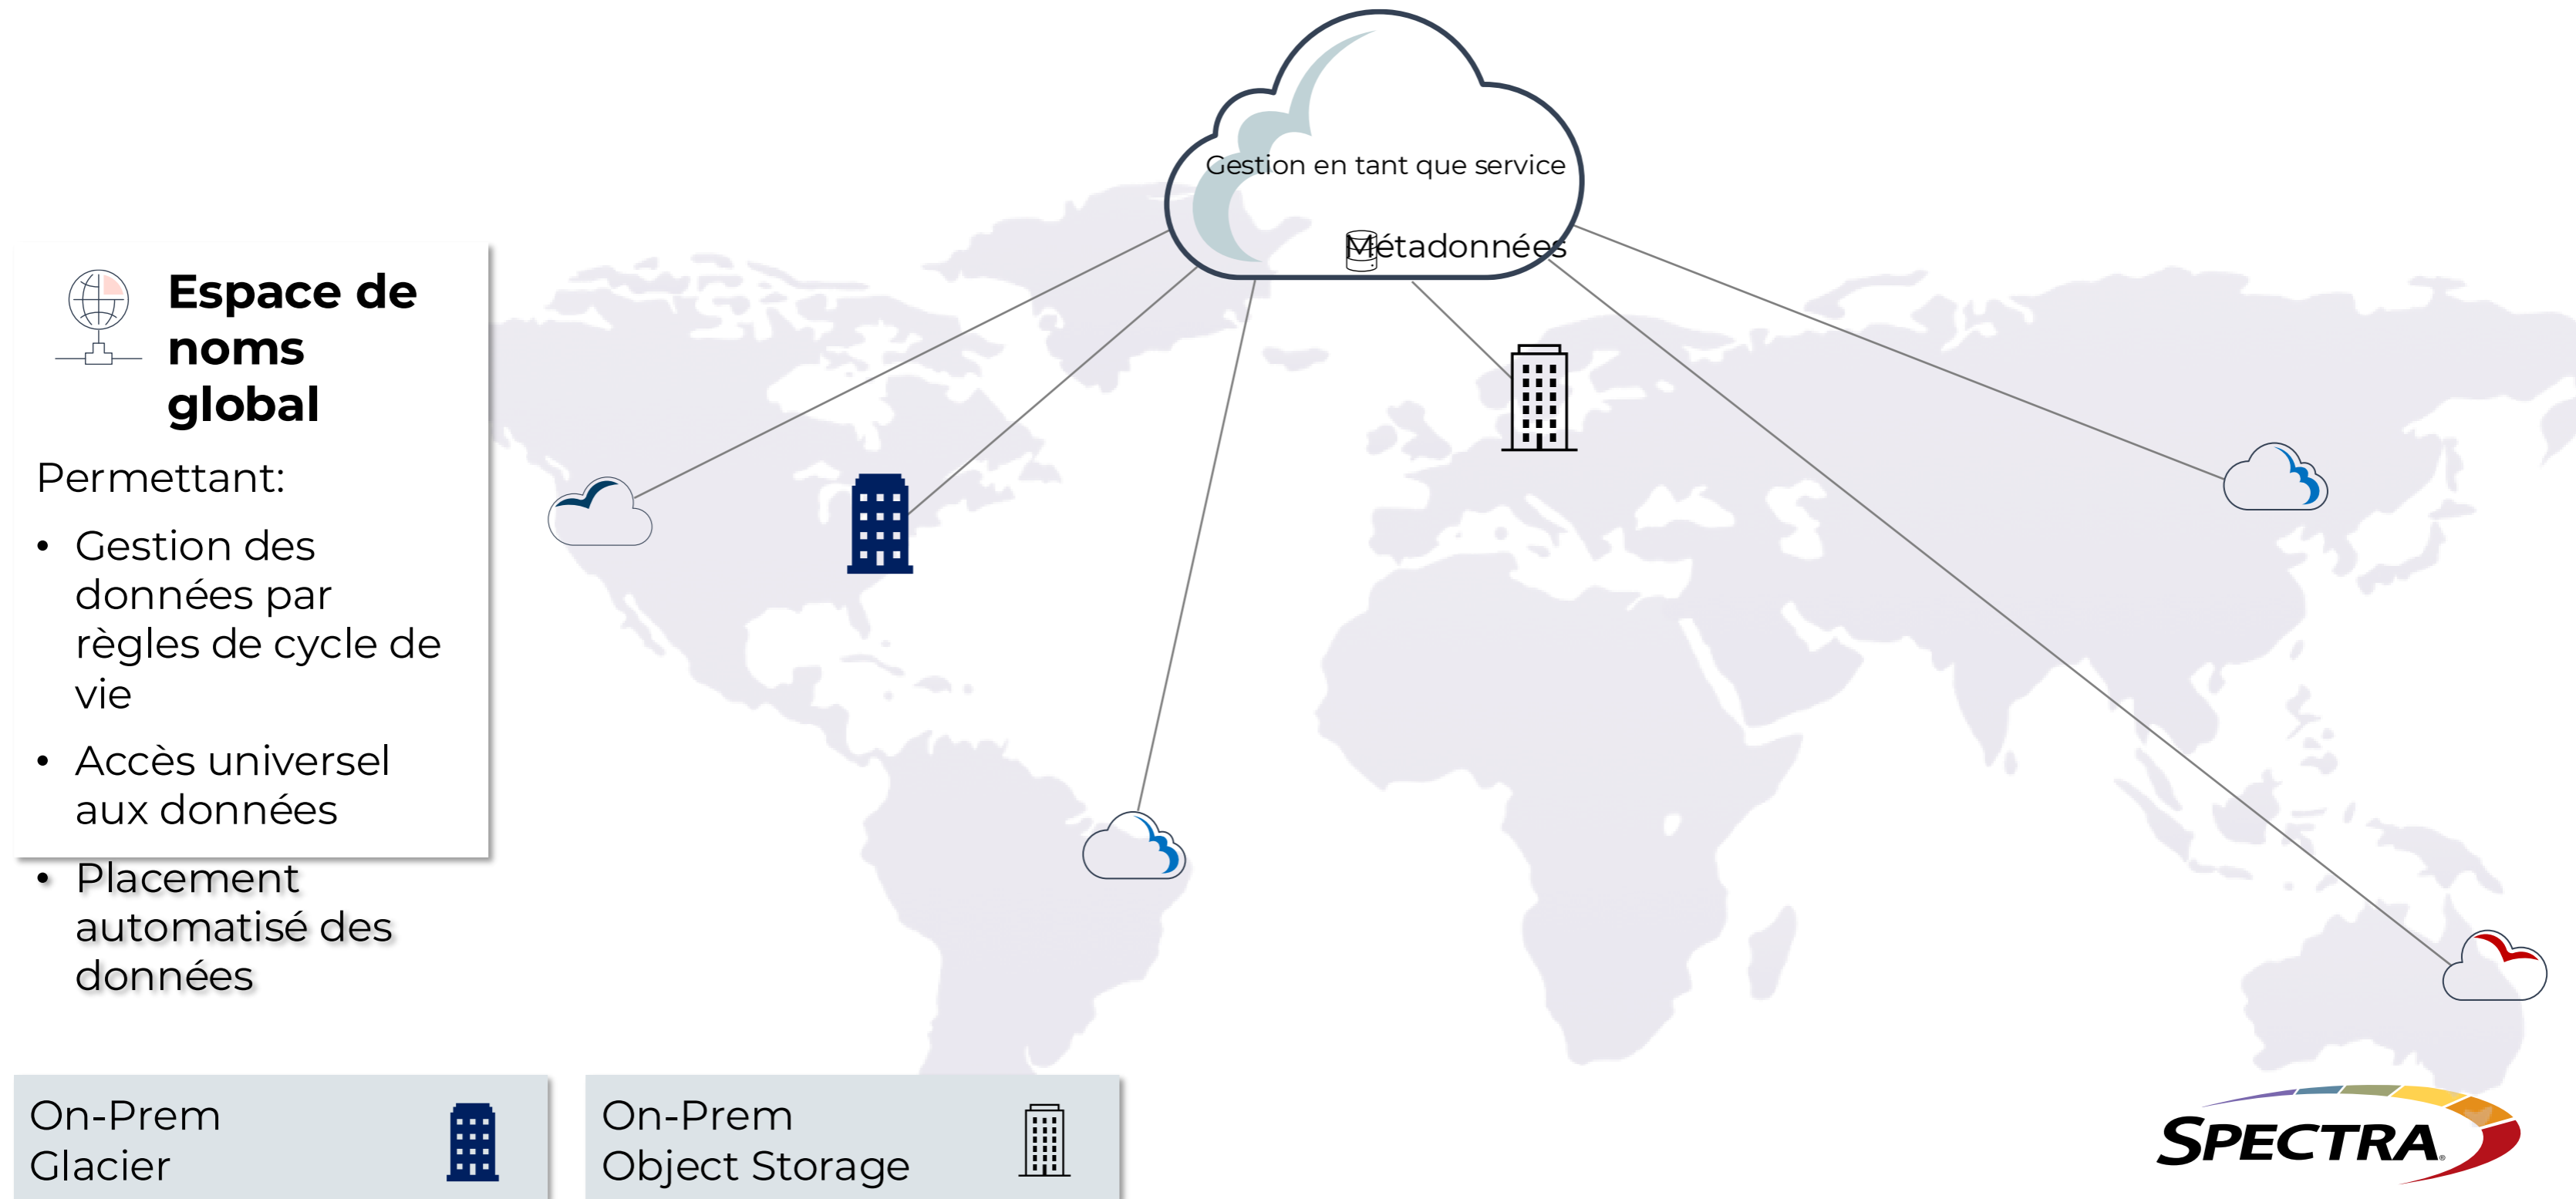 Gestion en tant que service
Métadonnées
Espace de
noms
global
Permettant:
• Gestion des
données par
règles de cycle de
vie
• Accès universel
aux données
• Placement
automatisé des
données
On-Prem
Glacier
On-Prem
Object Storage
SPECTRA®